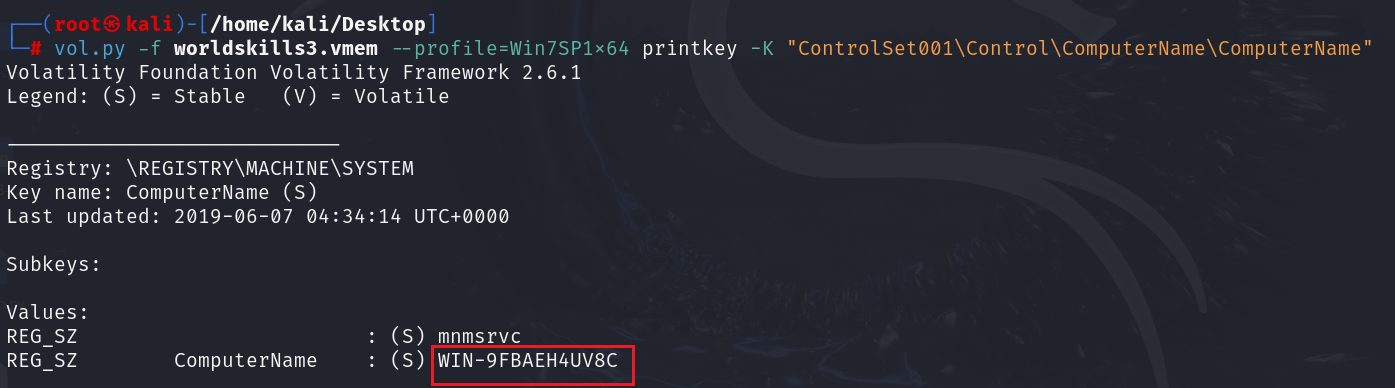 ┌──(root㉿kali)-[/home/kali/Desktop]
└─# vol.py -f worldskills3.vmem --profile=Win7SP1×64 printkey -K "ControlSet001\Control\ComputerName\ComputerName"
Volatility Foundation Volatility Framework 2.6.1
Legend: (S) = Stable   (V) = Volatile
----------------------------
Registry: \REGISTRY\MACHINE\SYSTEM
Key name: ComputerName (S)
Last updated: 2019-06-07 04:34:14 UTC+0000
Subkeys:
Values:
REG_SZ                        : (S) mnmsrvc
REG_SZ        ComputerName    : (S) WIN-9FBAEH4UV8C